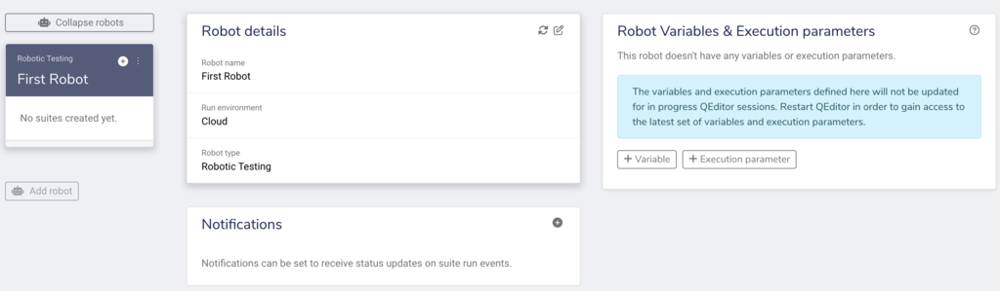 Collapse robots
Robotic Testing
First Robot
No suites created yet.
Add robot
Robot details
Robot name
First Robot
Run environment
Cloud
Robot type
Robotic Testing
Notifications
Notifications can be set to receive status updates on suite run events.
Robot Variables & Execution parameters
This robot doesn't have any variables or execution parameters.
The variables and execution parameters defined here will not be updated
for in progress QEditor sessions. Restart QEditor in order to gain access to
the latest set of variables and execution parameters.
+ Variable
+ Execution parameter